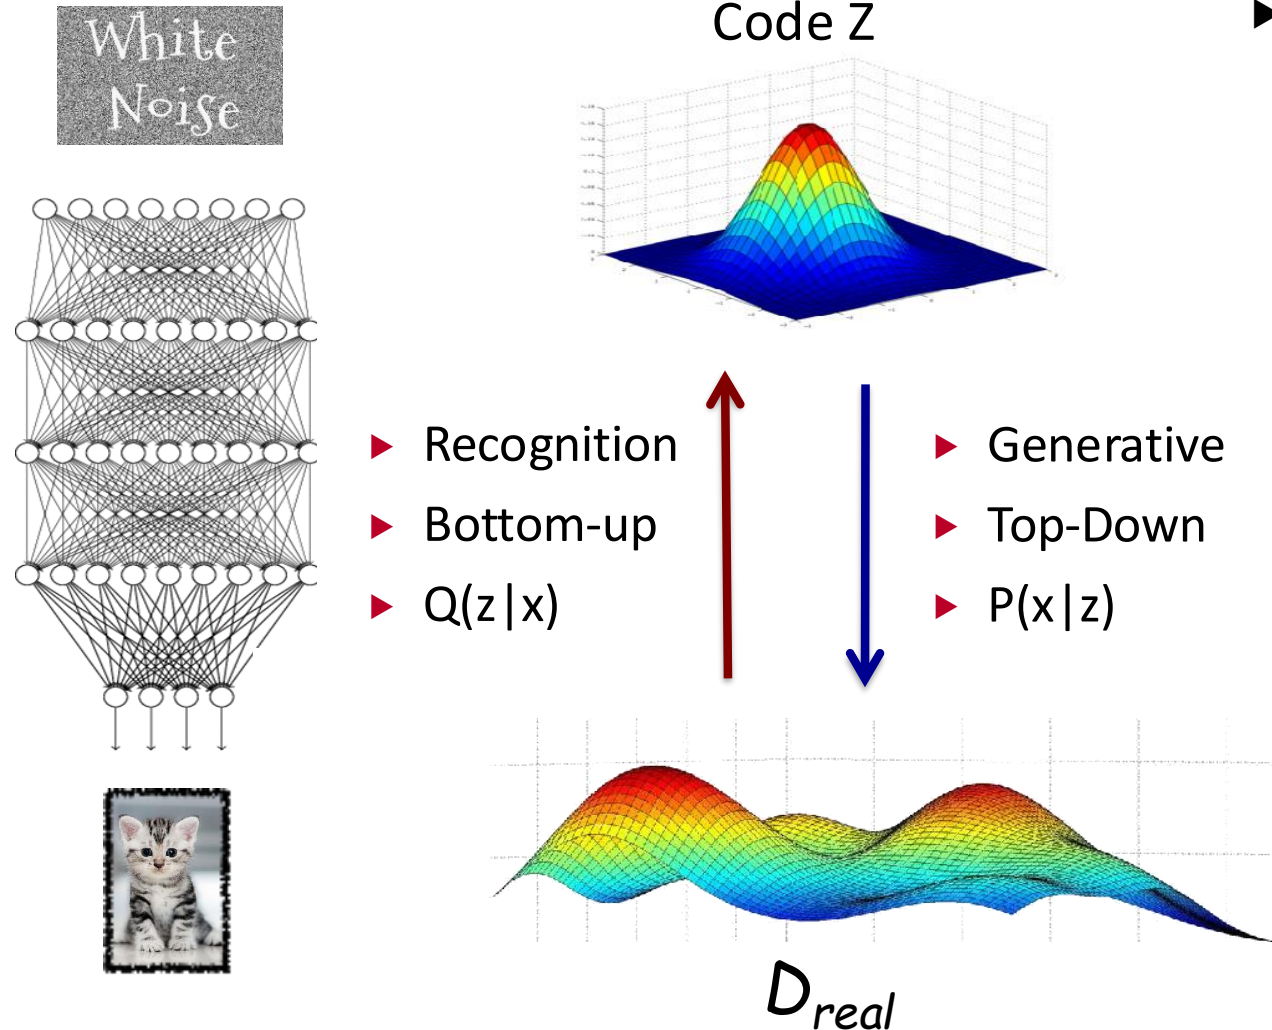 White
Noise
Code Z
Recognition
Bottom-up
Q(z|x)
Generative
Top-Down
P(x|z)
D_real